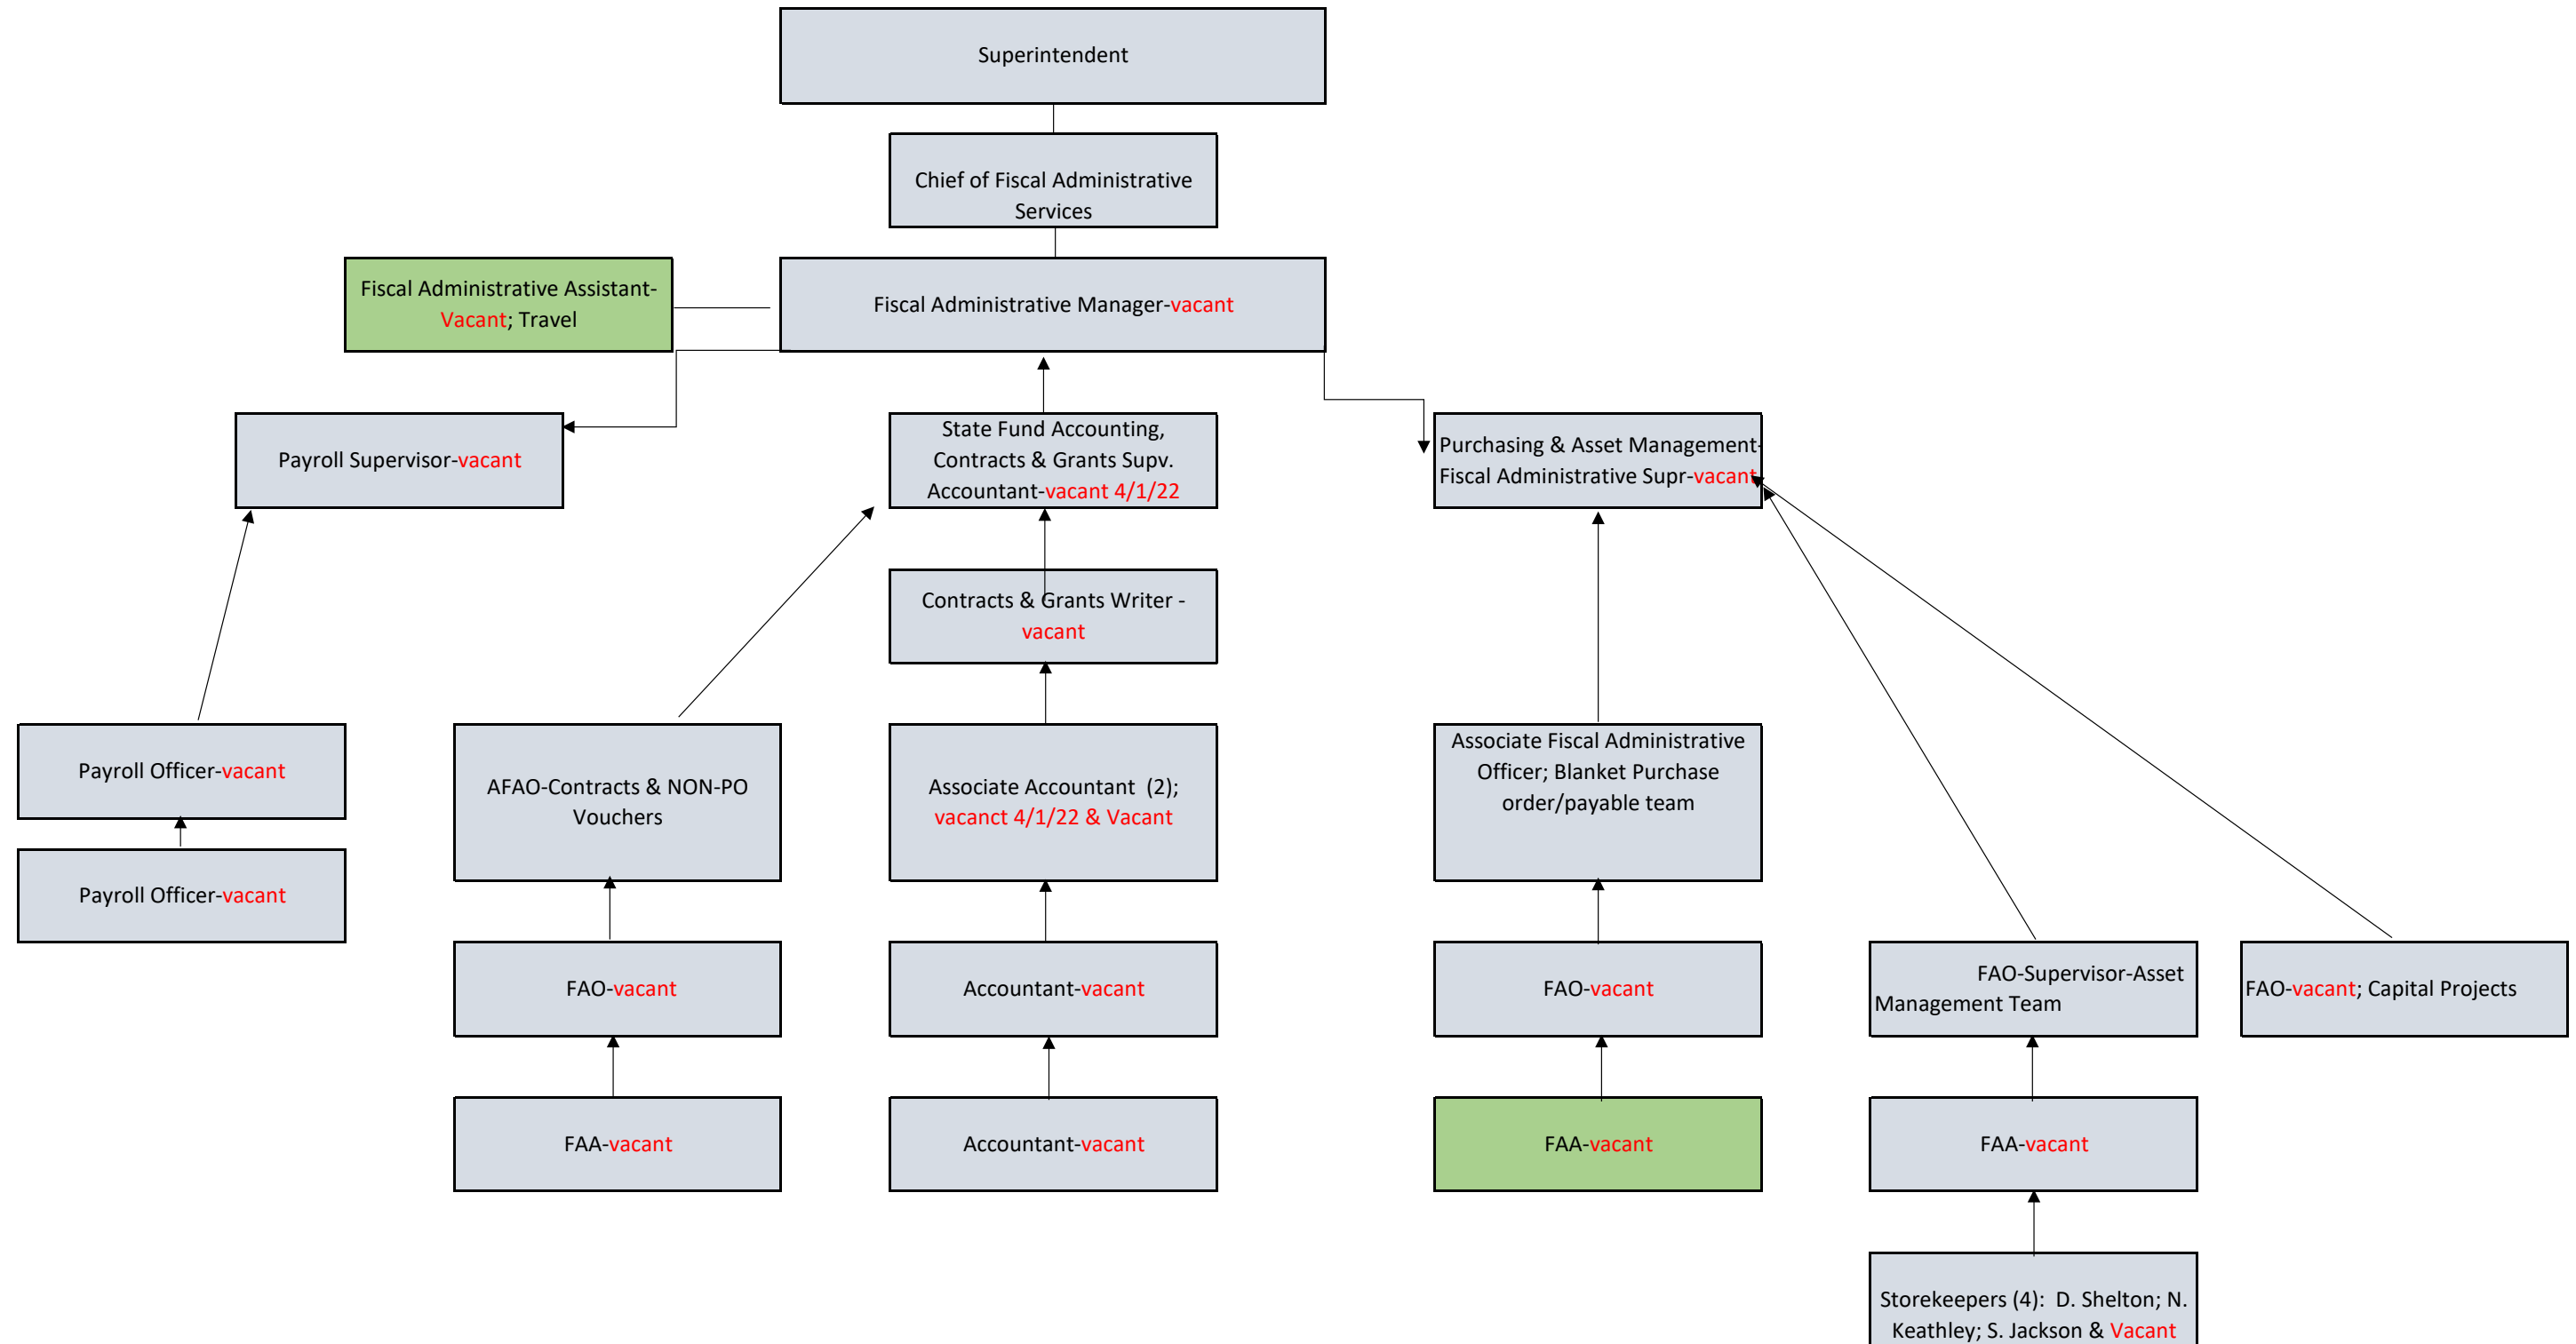 Superintendent
Chief of Fiscal Administrative
Services
Fiscal Administrative Assistant-
Vacant; Travel
Fiscal Administrative Manager-vacant
Payroll Supervisor-vacant
State Fund Accounting,
Contracts & Grants Supv.
Accountant-vacant 4/1/22
Purchasing & Asset Management-
Fiscal Administrative Supr-vacant
Contracts & Grants Writer -
vacant
Payroll Officer-vacant
AFAO-Contracts & NON-PO
Vouchers
Associate Accountant (2);
vacanct 4/1/22 & Vacant
Associate Fiscal Administrative
Officer; Blanket Purchase
order/payable team
Payroll Officer-vacant
FAO-vacant
Accountant-vacant
FAO-vacant
FAO-Supervisor-Asset
Management Team
FAO-vacant; Capital Projects
FAA-vacant
Accountant-vacant
FAA-vacant
FAA-vacant
Storekeepers (4): D. Shelton; N.
Keathley; S. Jackson & Vacant